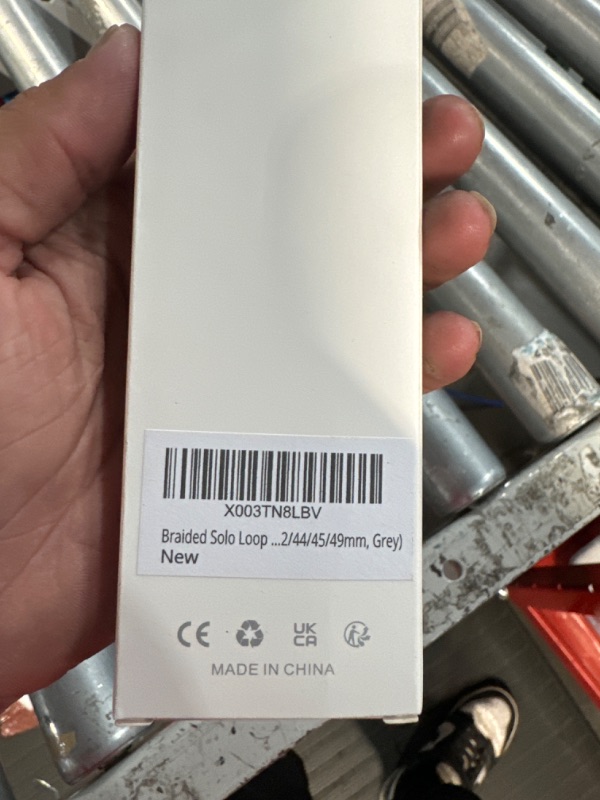 X003TN8LBV
Braided Solo Loop ...2/44/45/49mm, Grey)
New
CE
UK
CA
MADE IN CHINA